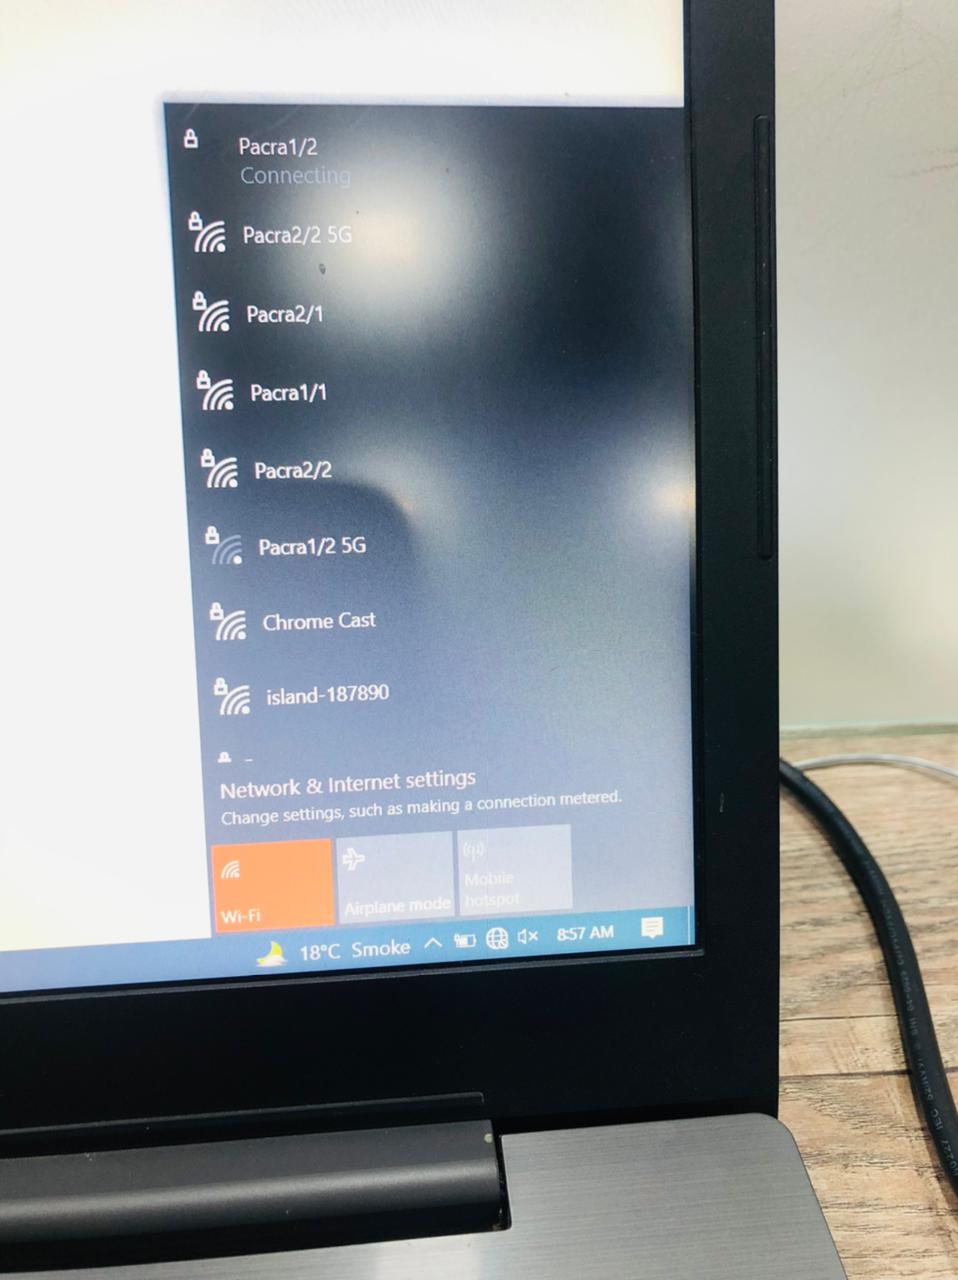 Pacra1/2
Connecting
Pacra2/2 5G
Pacra2/1
Pacra1/1
Pacra2/2
Pacra1/2 5G
Chrome Cast
island-187890
Network & Internet settings
Change settings, such as making a connection metered.
Wi-Fi
Airplane mode
Mobile
hotspot
18°C Smoke
8:57 AM